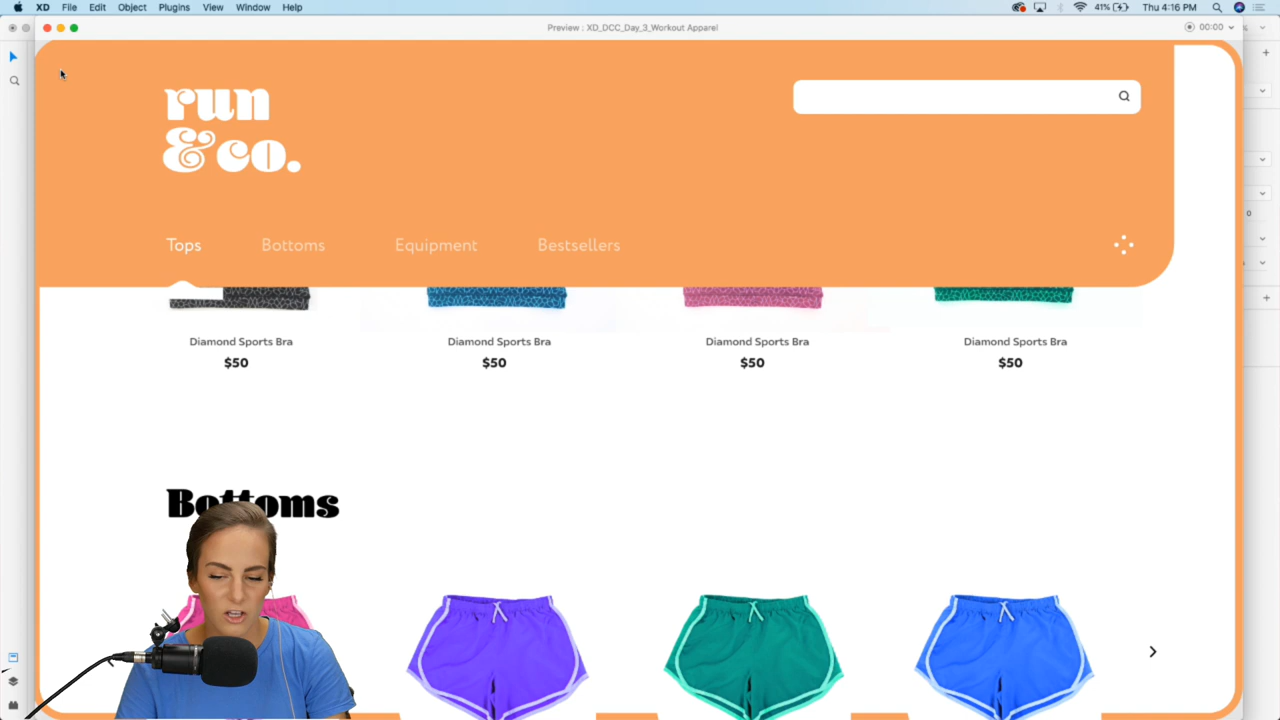 XD File Edit Object Plugins View Window Help 41% Thu 4:16 PM
Preview : XD_DCC_Day_3_Workout Apparel 00:00
run
&co.
Tops Bottoms Equipment Bestsellers
Diamond Sports Bra Diamond Sports Bra Diamond Sports Bra Diamond Sports Bra
$50 $50 $50 $50
Bottoms
0